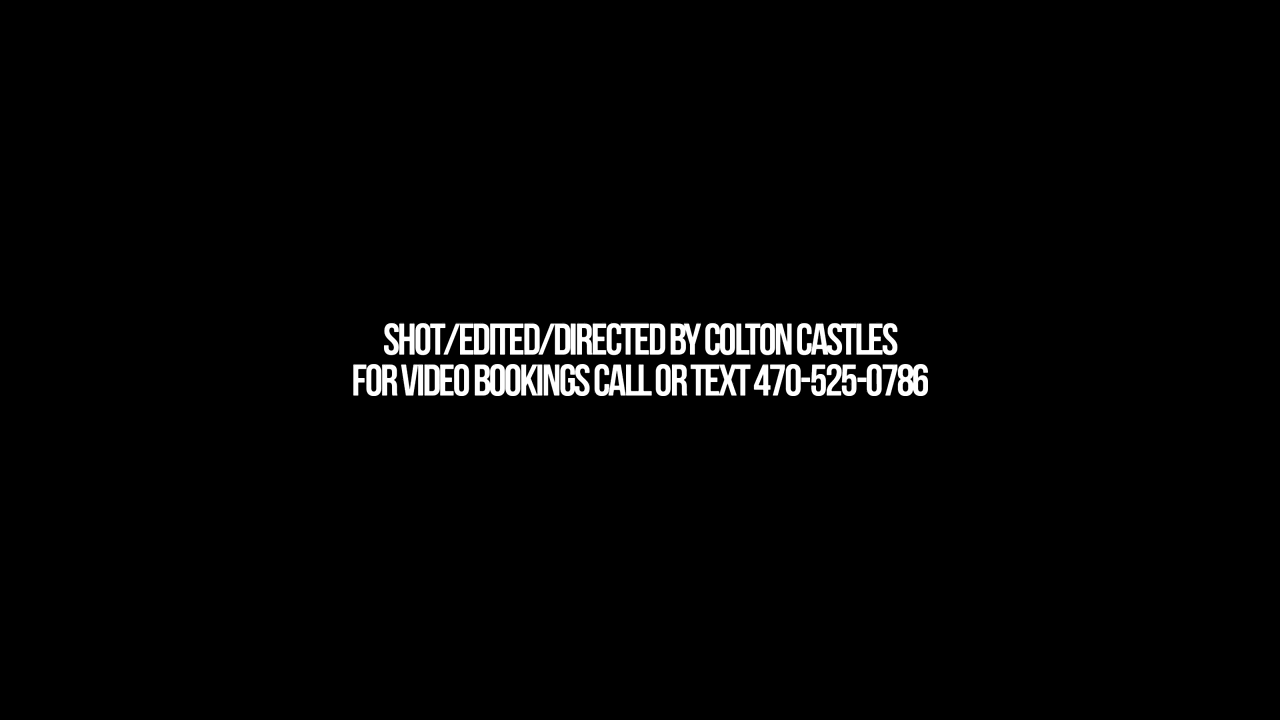 SHOT/EDITED/DIRECTED BY COLTON CASTLES
FOR VIDEO BOOKINGS CALL OR TEXT 470-525-0786